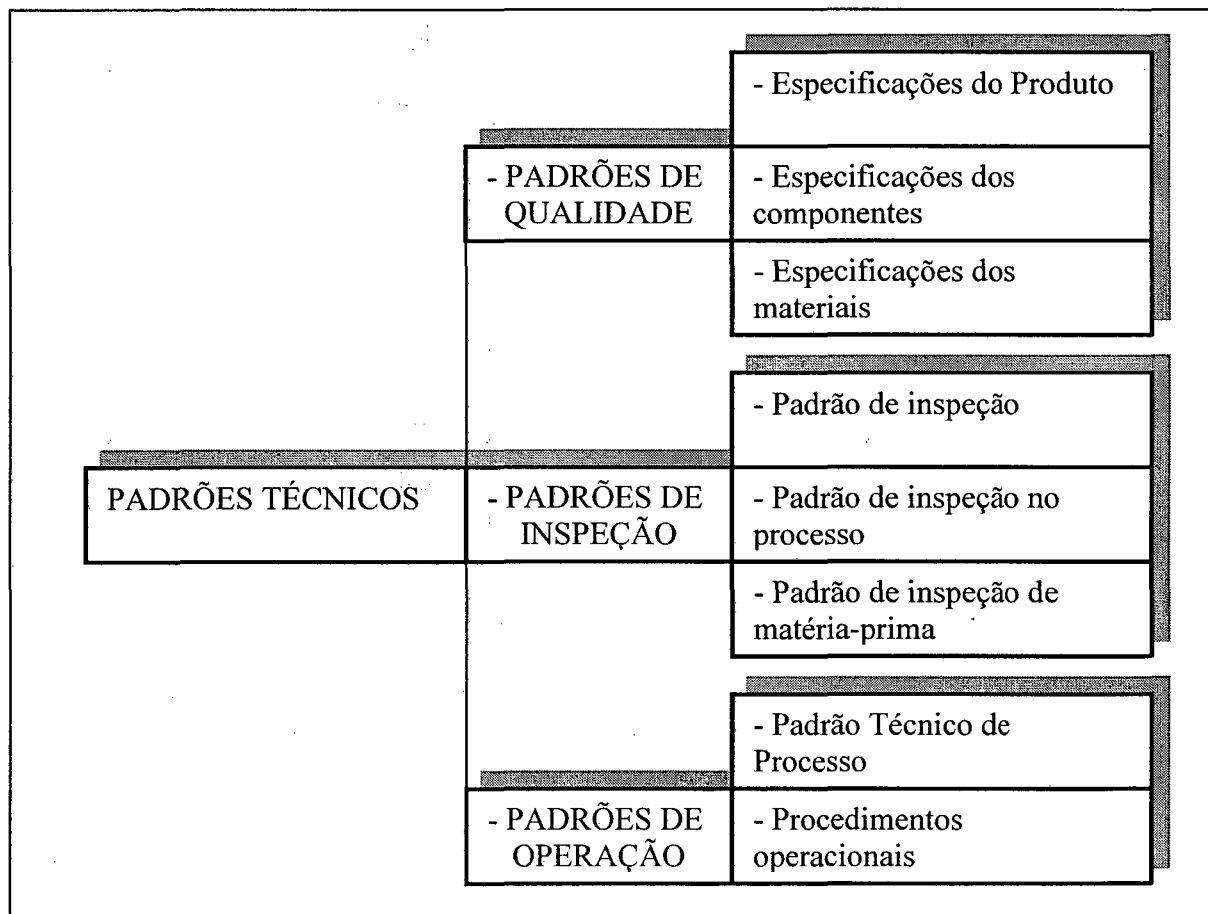 - Especificações do Produto
- PADRÕES DE
QUALIDADE
- Especificações dos
componentes
- Especificações dos
materiais
- Padrão de inspeção
PADRÕES TÉCNICOS
- PADRÕES DE
INSPEÇÃO
- Padrão de inspeção no
processo
- Padrão de inspeção de
matéria-prima
- Padrão Técnico de
Processo
- PADRÕES DE
OPERAÇÃO
- Procedimentos
operacionais